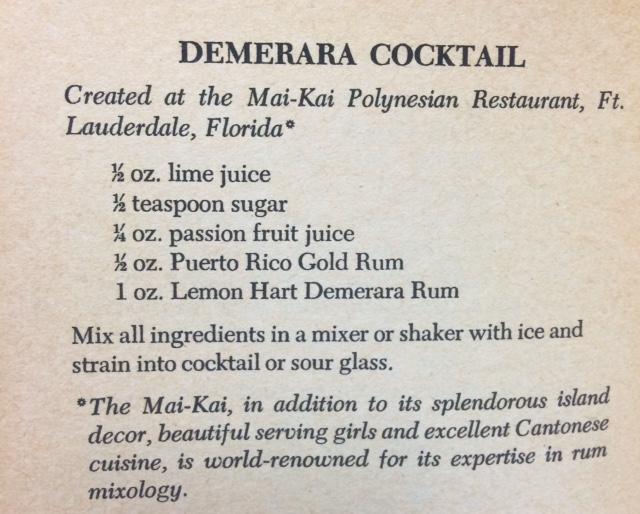 DEMERARA COCKTAIL
Created at the Mai-Kai Polynesian Restaurant, Ft.
Lauderdale, Florida*
½ oz. lime juice
½ teaspoon sugar
¼ oz. passion fruit juice
½ oz. Puerto Rico Gold Rum
1 oz. Lemon Hart Demerara Rum
Mix all ingredients in a mixer or shaker with ice and
strain into cocktail or sour glass.
*The Mai-Kai, in addition to its splendorous island
decor, beautiful serving girls and excellent Cantonese
cuisine, is world-renowned for its expertise in rum
mixology.